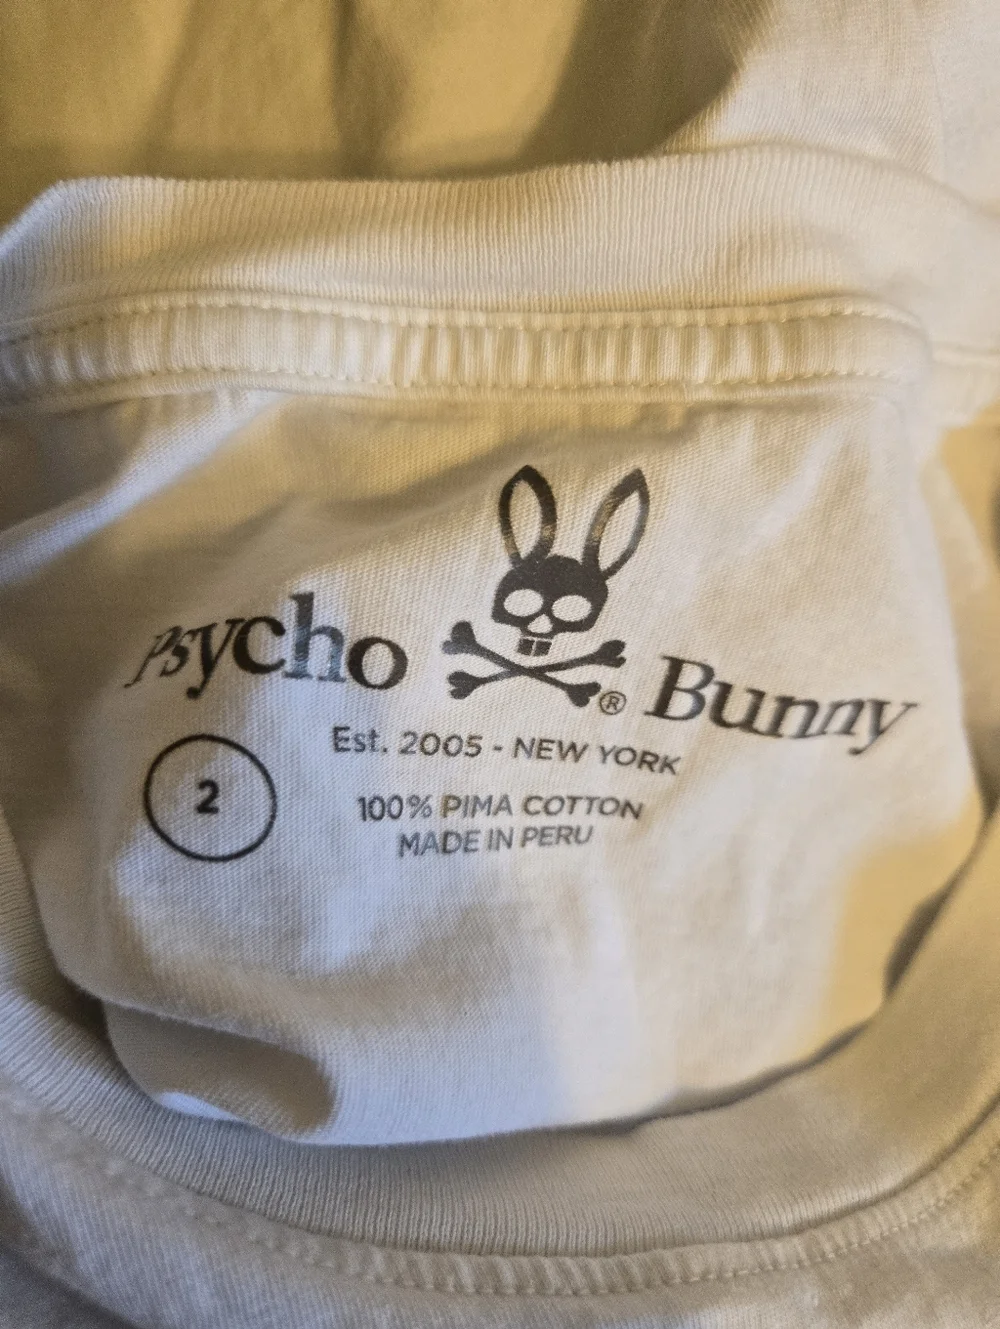 Psycho Bunny®
Est. 2005 - NEW YORK
2
100% PIMA COTTON
MADE IN PERU